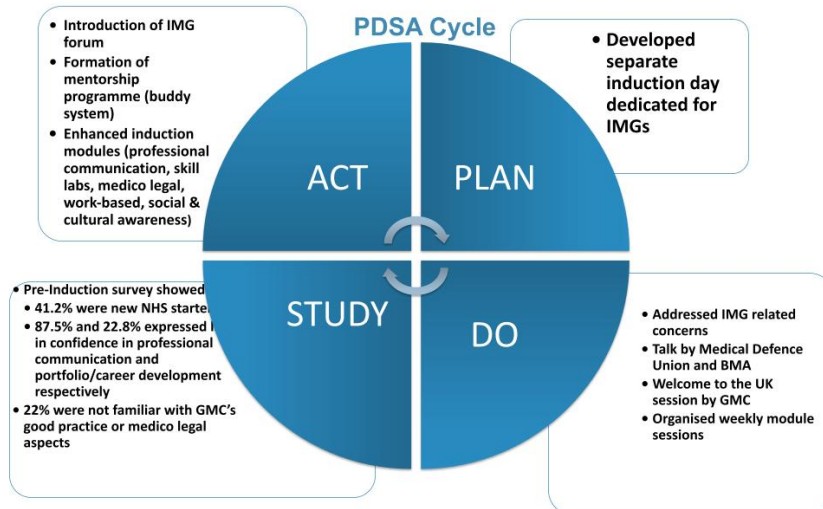 PDSA Cycle
• Introduction of IMG
forum
• Formation of
mentorship
programme (buddy
system)
• Enhanced induction
modules (professional
communication, skill
labs, medico legal,
work-based, social &
cultural awareness)
ACT
PLAN
• Developed
separate
induction day
dedicated for
IMGs
• Pre-Induction survey showed
• 41.2% were new NHS starte
• 87.5% and 22.8% expressed
in confidence in professional
communication and
portfolio/career development
respectively
• 22% were not familiar with GMC's
good practice or medico legal
aspects
STUDY
DO
• Addressed IMG related
concerns
• Talk by Medical Defence
Union and BMA
• Welcome to the UK
session by GMC
• Organised weekly module
sessions